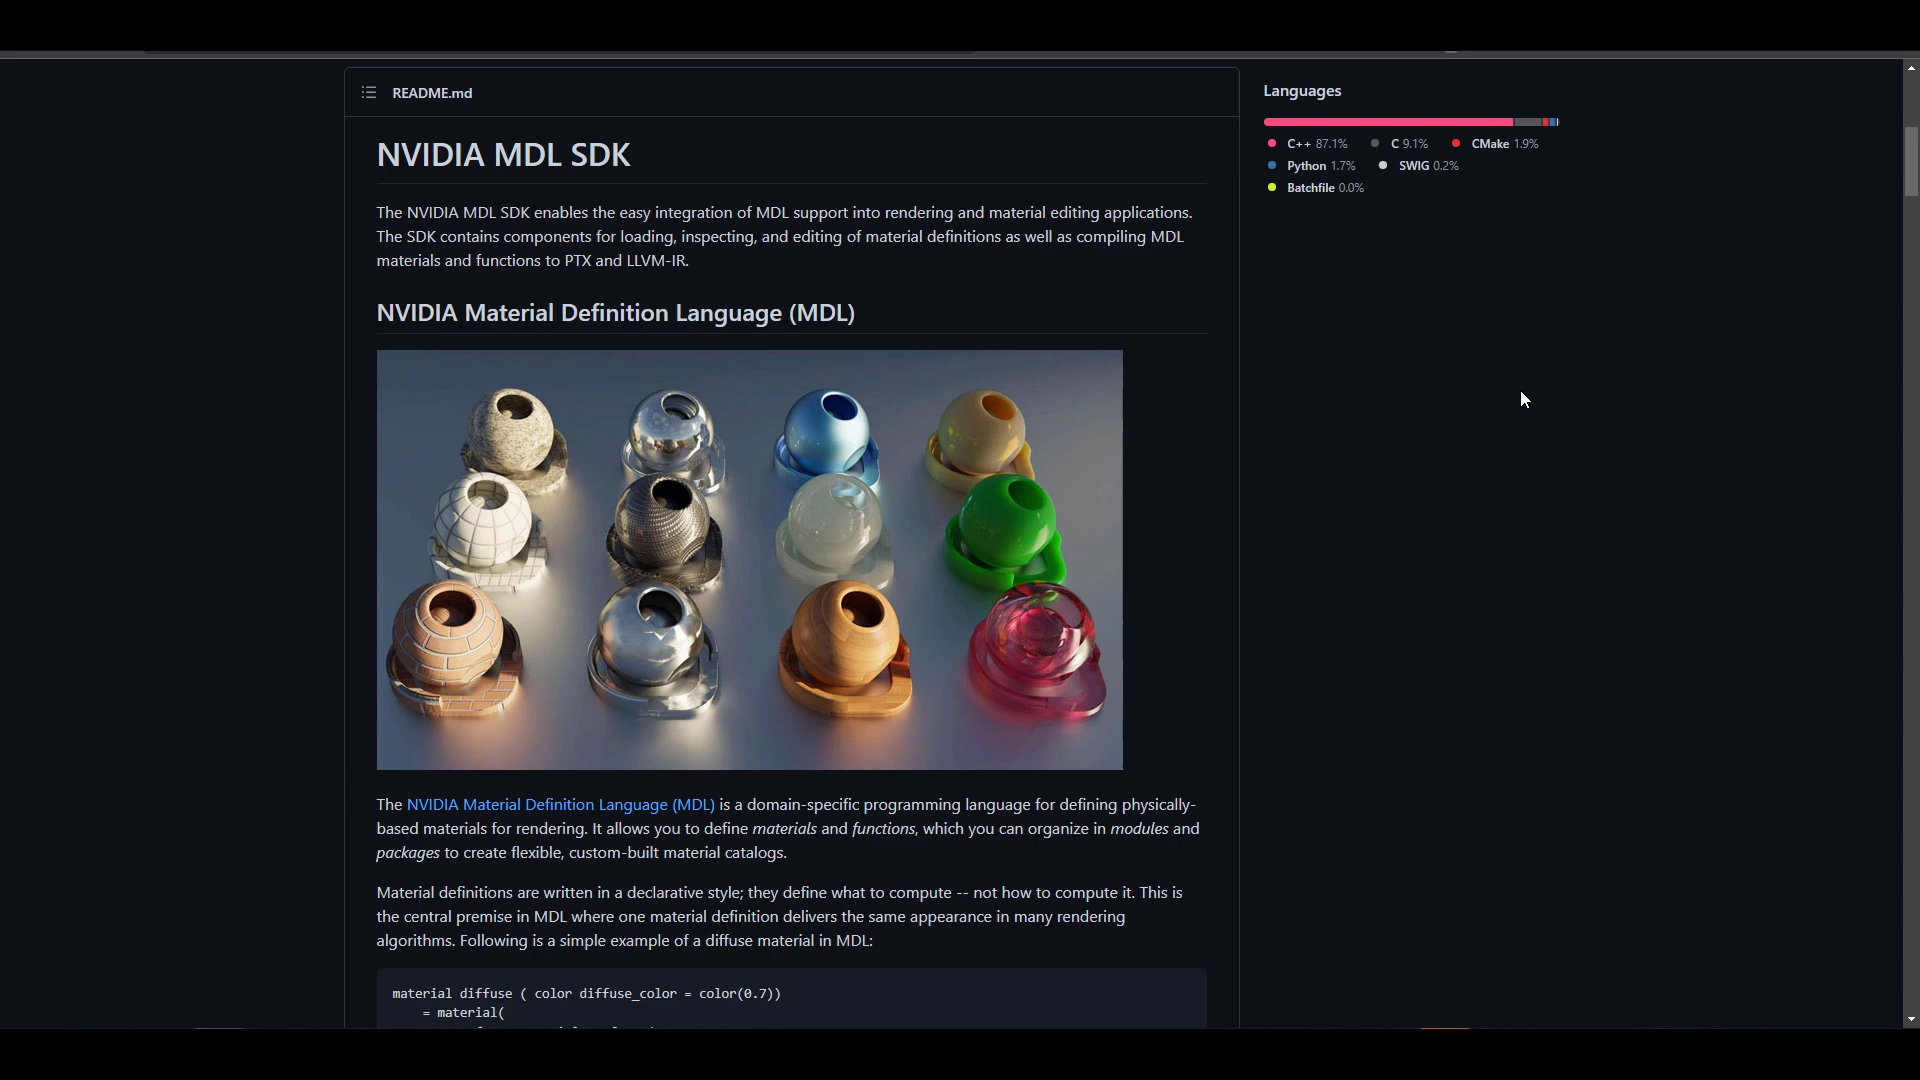 README.md
NVIDIA MDL SDK
The NVIDIA MDL SDK enables the easy integration of MDL support into rendering and material editing applications.
The SDK contains components for loading, inspecting, and editing of material definitions as well as compiling MDL
materials and functions to PTX and LLVM-IR.
NVIDIA Material Definition Language (MDL)
The NVIDIA Material Definition Language (MDL) is a domain-specific programming language for defining physically-
based materials for rendering. It allows you to define materials and functions, which you can organize in modules and
packages to create flexible, custom-built material catalogs.
Material definitions are written in a declarative style; they define what to compute -- not how to compute it. This is
the central premise in MDL where one material definition delivers the same appearance in many rendering
algorithms. Following is a simple example of a diffuse material in MDL:
material diffuse ( color diffuse_color = color(0.7))
= material(
Languages
C++ 87.1% C 9.1% CMake 1.9%
Python 1.7% SWIG 0.2%
Batchfile 0.0%